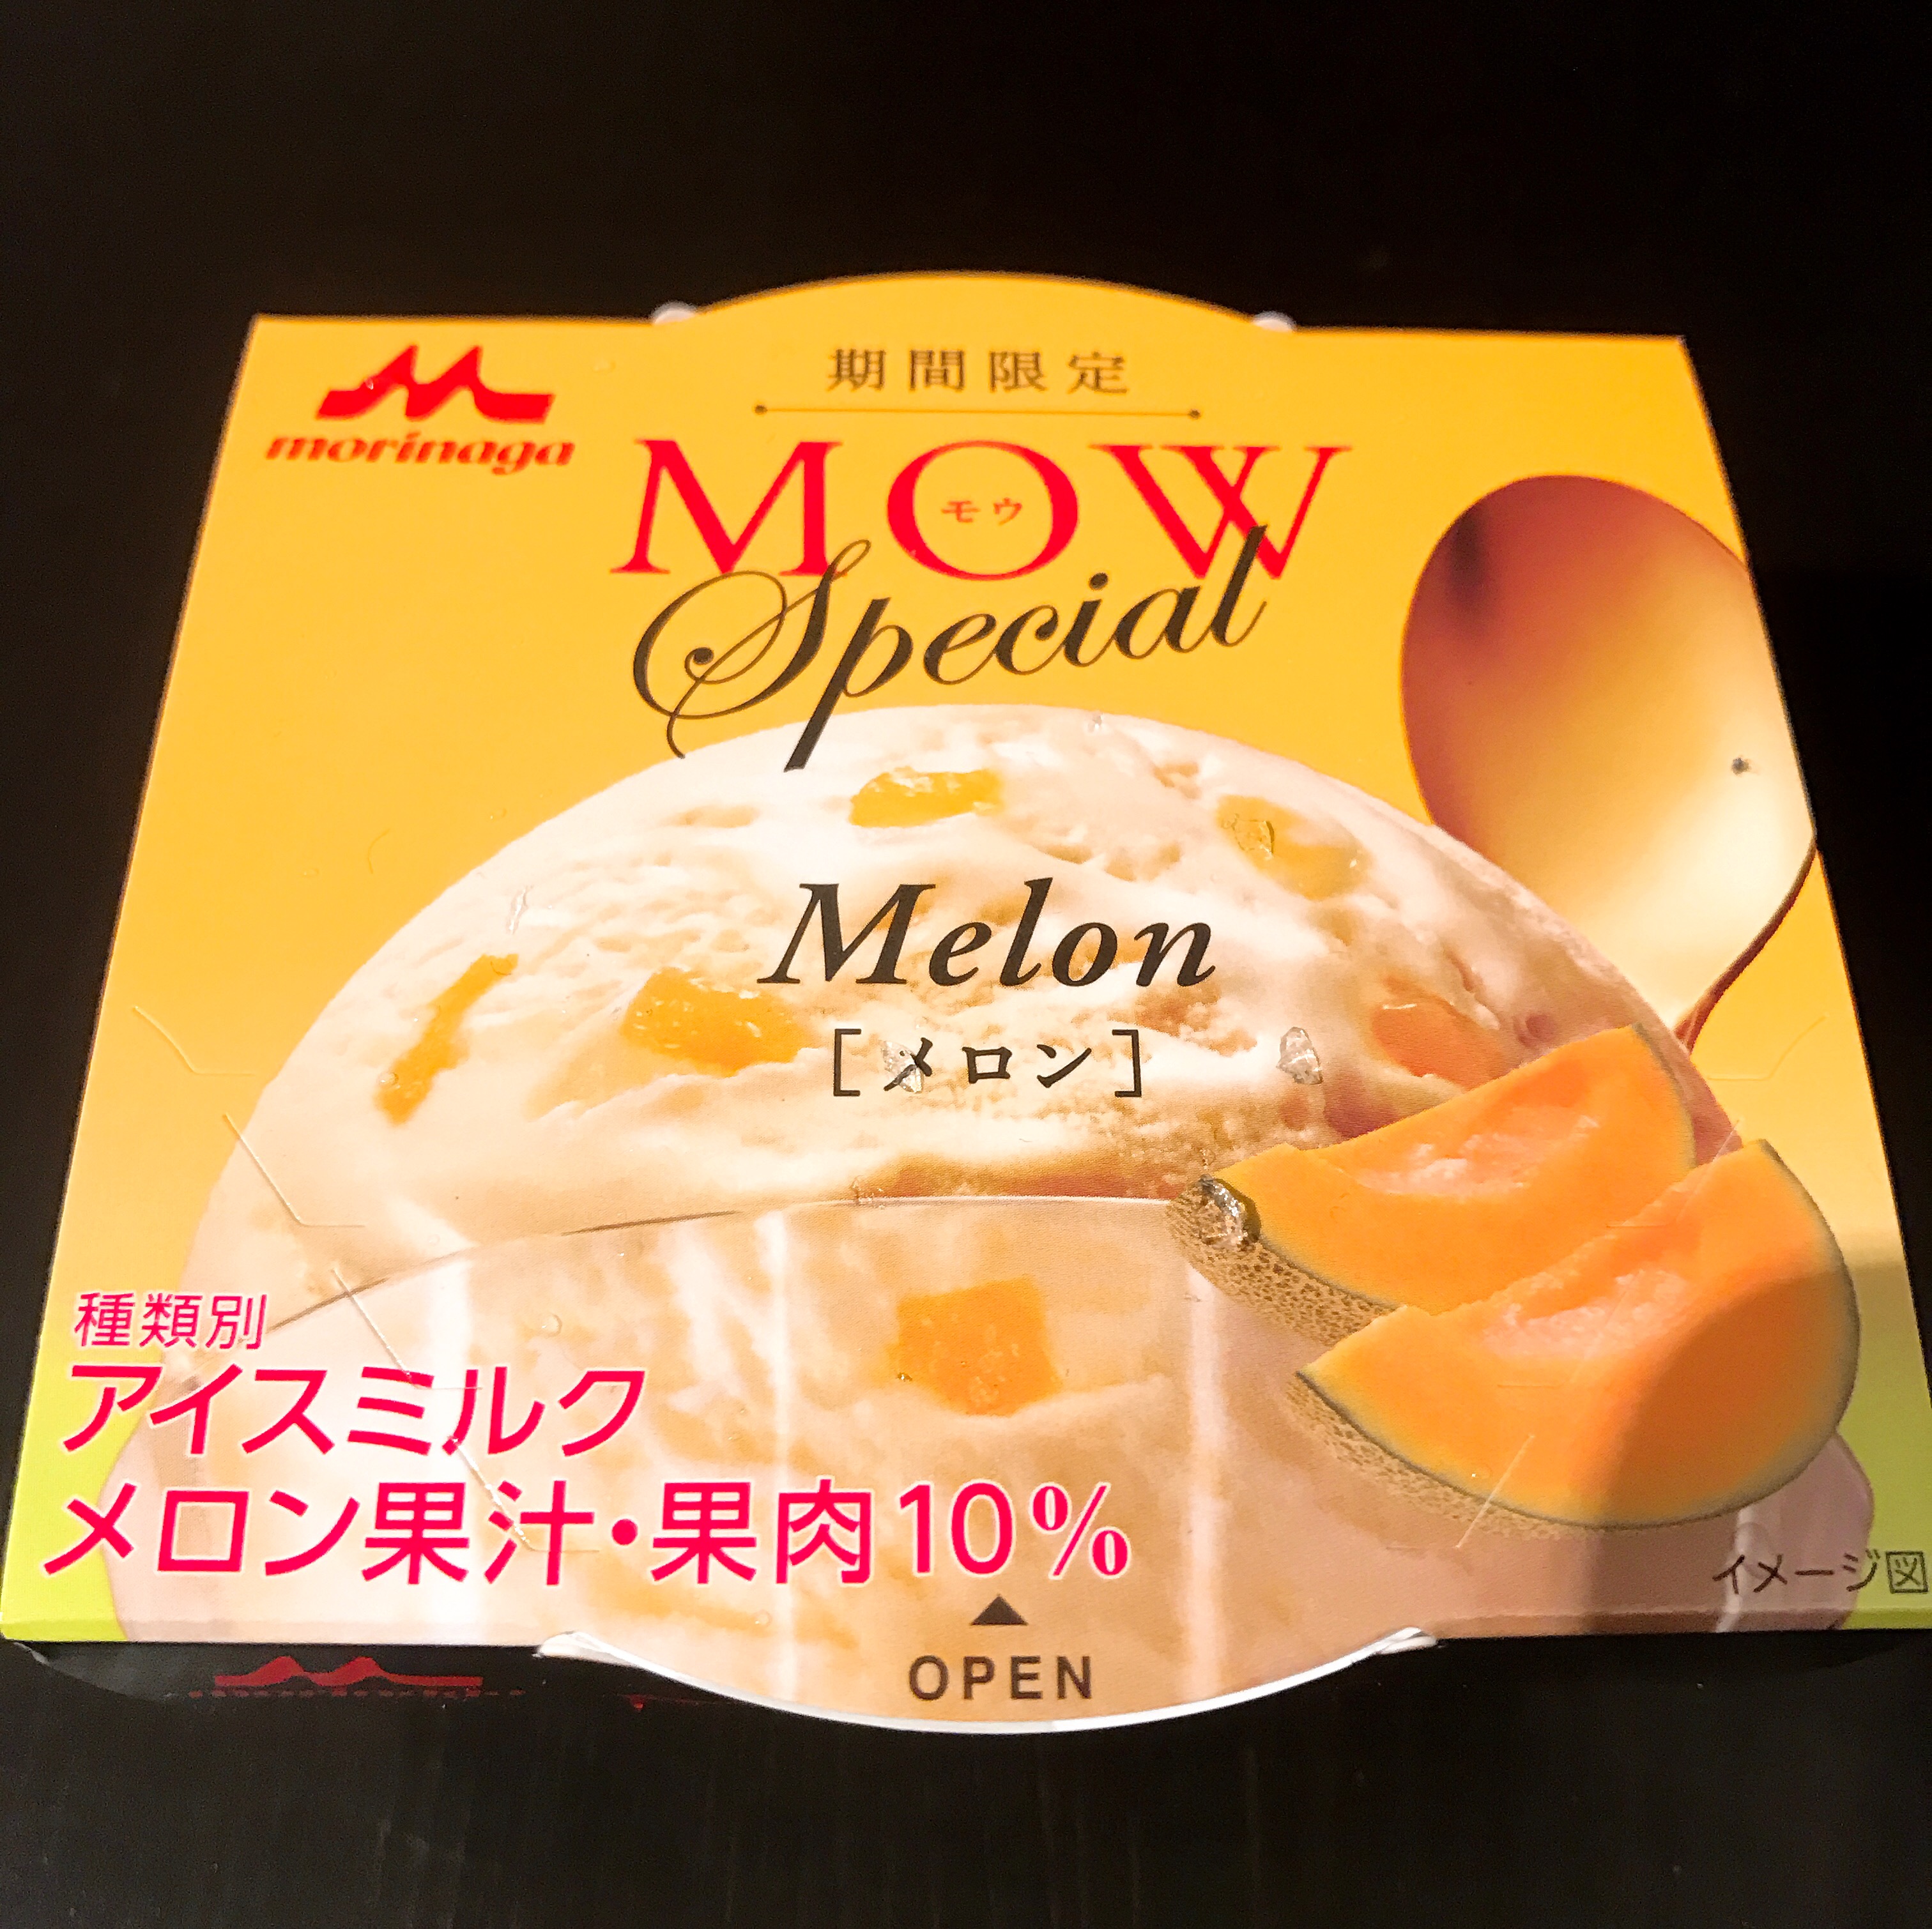 morinaga
期間限定
MOW
モウ
Special
Melon
[メロン]
種類別
アイスミルク
メロン果汁・果肉10%
イメージ図
▲
OPEN